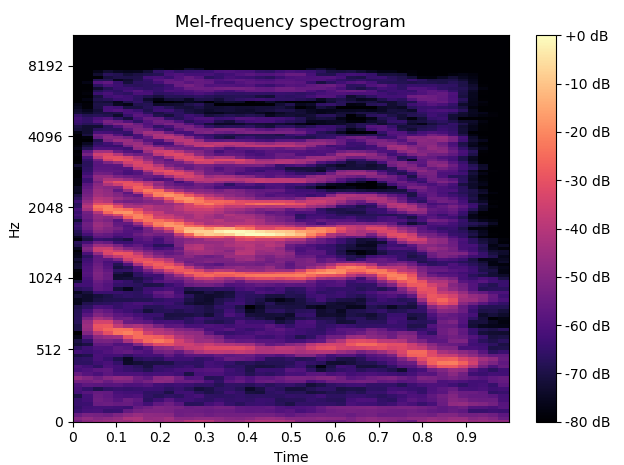 Mel-frequency spectrogram
+0 dB
8192
-10 dB
4096
-20 dB
-30 dB
2048
Hz
-40 dB
1024
-50 dB
-60 dB
512
-70 dB
0
-80 dB
0 0.1 0.2 0.3 0.4 0.5 0.6 0.7 0.8 0.9
Time